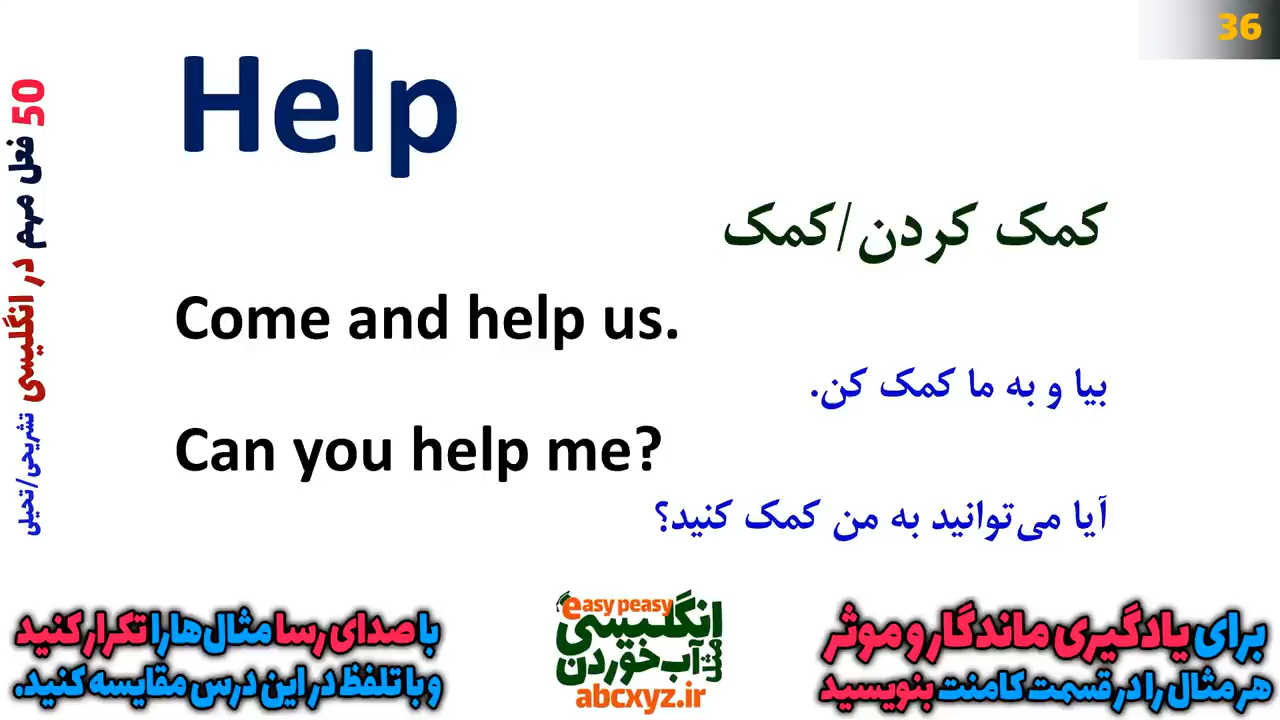 36
Help
کمک کردن/کمک
Come and help us.
بیا و به ما کمک کن.
Can you help me?
آیا می‌توانید به من کمک کنید؟
50 فعل مهم در انگلیسی تشریحی/تحیلی
برای یادگیری ماندگار و موثر
هر مثال را در قسمت کامنت بنویسید
easy peasy
انگلیسی
مثل
آب خوردن
abcxyz.ir
با صدای رسا مثال‌ها را تکرار کنید
و با تلفظ در این درس مقایسه کنید.